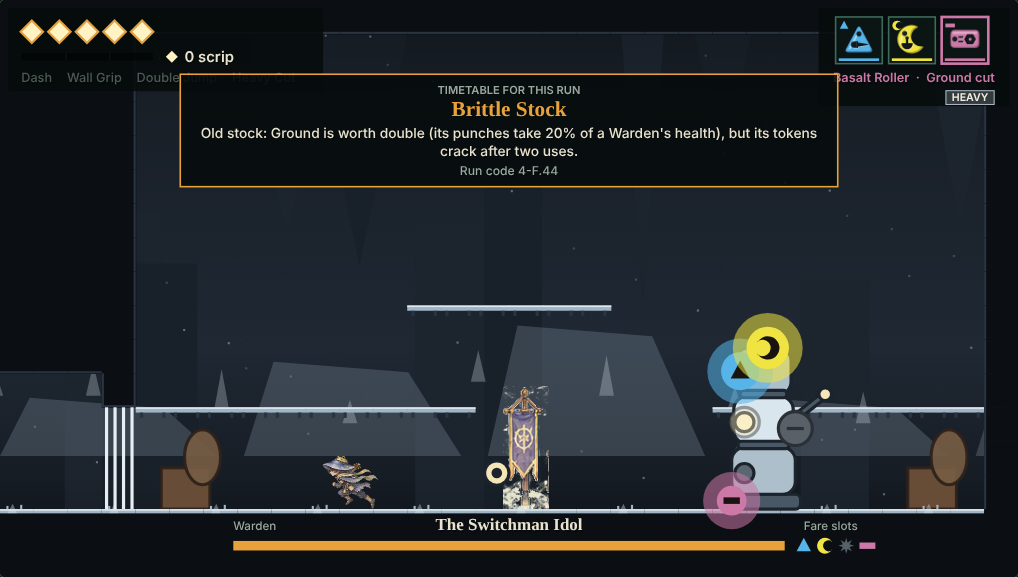 0 scrip
Dash Wall Grip Double
Basalt Roller · Ground cut
HEAVY
TIMETABLE FOR THIS RUN
Brittle Stock
Old stock: Ground is worth double (its punches take 20% of a Warden's health), but its tokens
crack after two uses.
Run code 4-F.44
Warden
The Switchman Idol
Fare slots